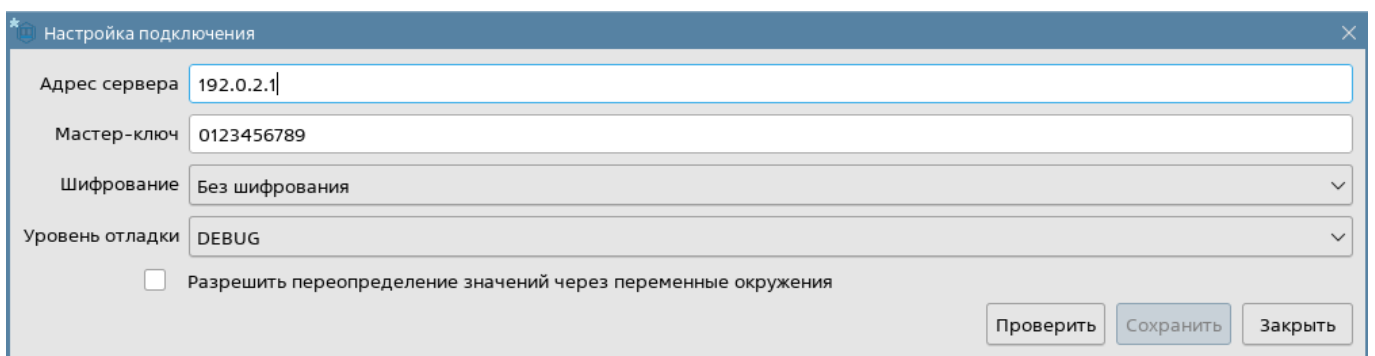 Настройка подключения
Адрес сервера 192.0.2.1
Мастер-ключ 0123456789
Шифрование Без шифрования
Уровень отладки DEBUG
Разрешить переопределение значений через переменные окружения
Проверить Сохранить Закрыть